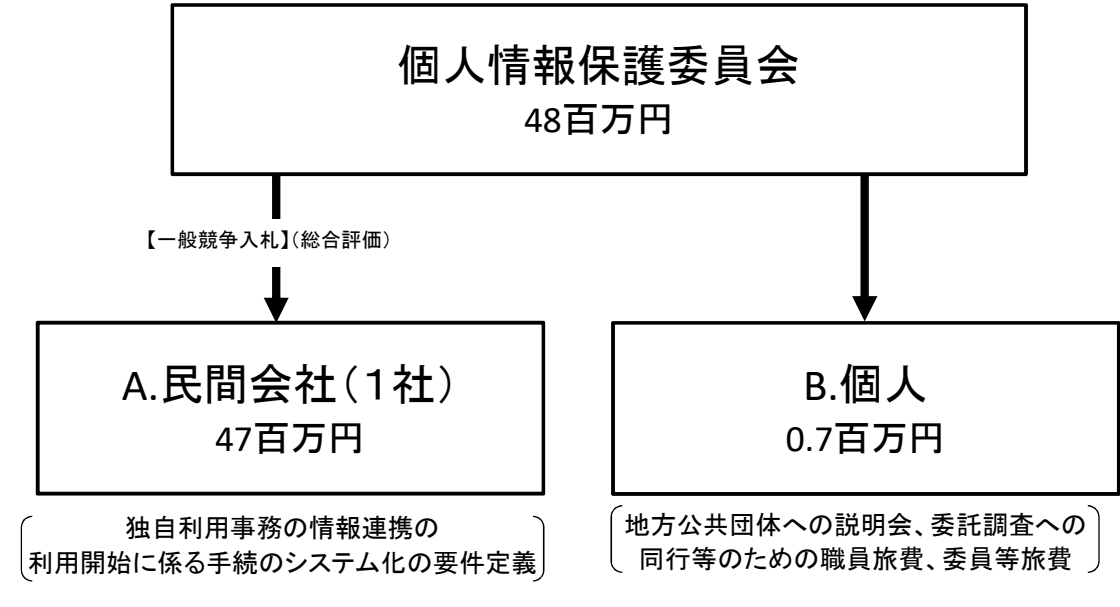 個人情報保護委員会
48百万円
【一般競争入札】（総合評価）
A.民間会社（１社）
47百万円
独自利用事務の情報連携の
利用開始に係る手続のシステム化の要件定義
B.個人
0.7百万円
地方公共団体への説明会、委託調査への
同行等のための職員旅費、委員等旅費